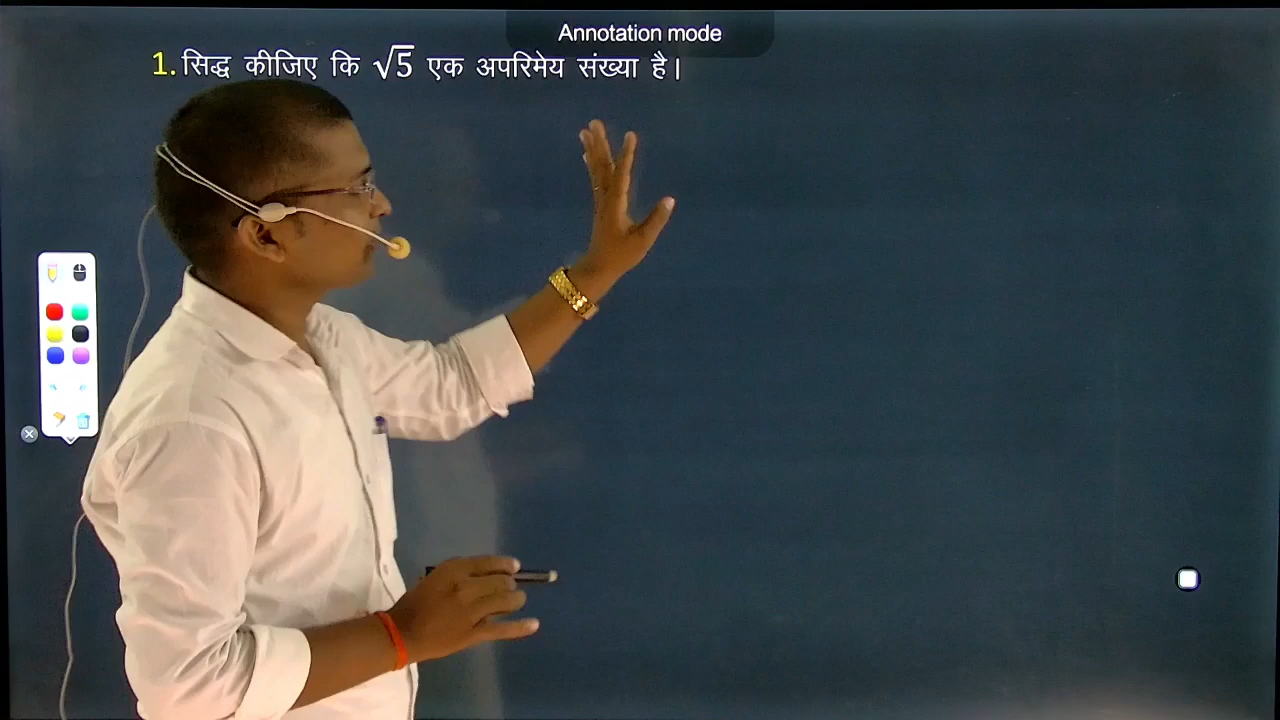 Annotation mode
1. सिद्ध कीजिए कि √5 एक अपरिमेय संख्या है।